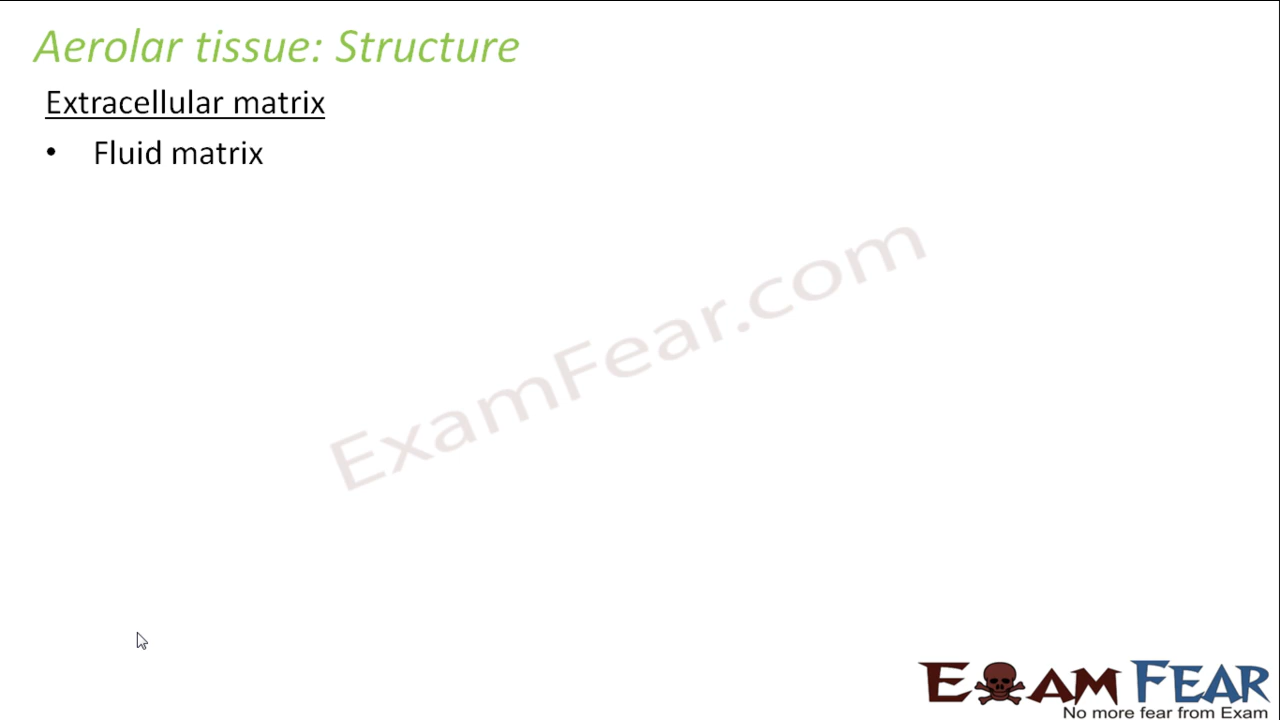 Aerolar tissue: Structure
Extracellular matrix
• Fluid matrix
ExamFear.com
EXAM FEAR
No more fear from Exam